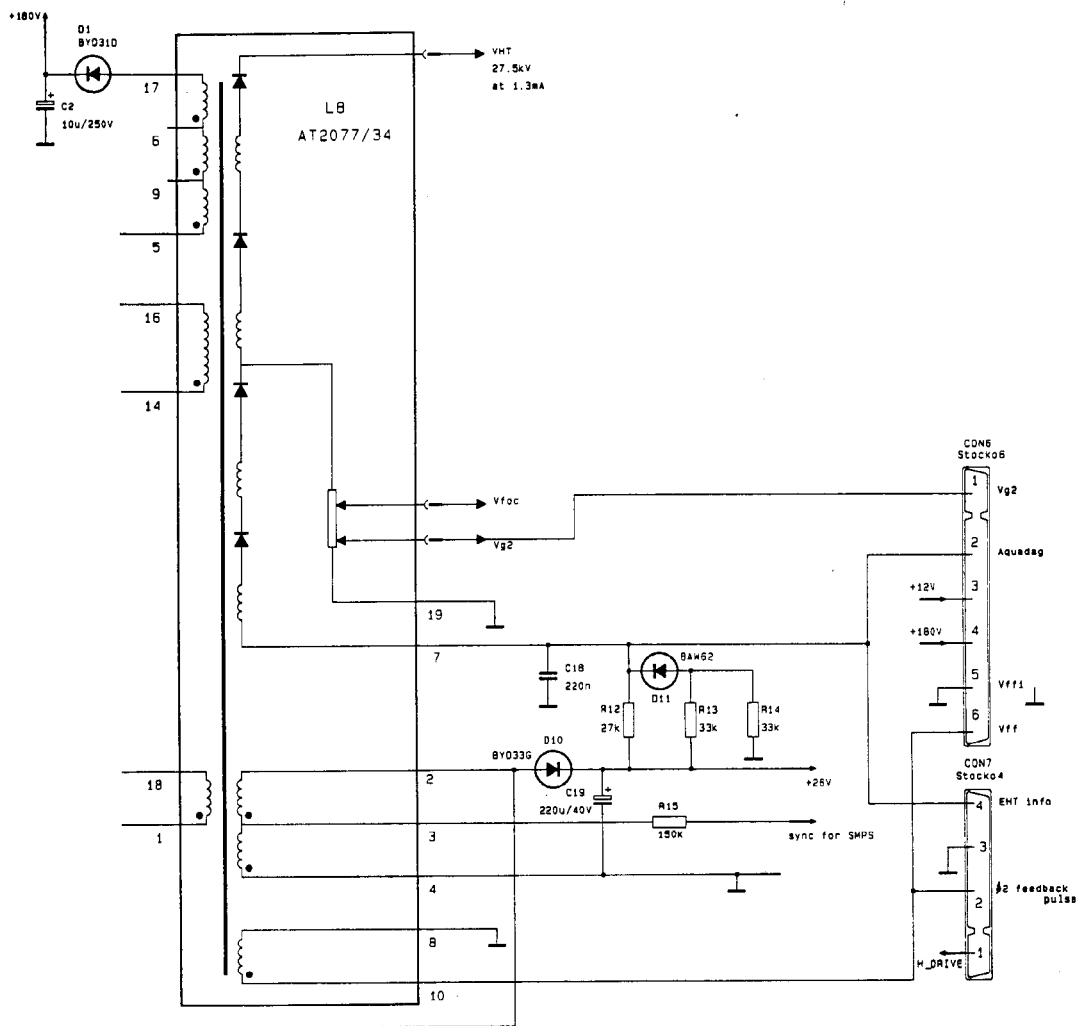 +180V
D1
BYD31D
17
C2
10u/250V
+
6
9
5
16
14
L8
AT2077/34
VHT
27.5kV
at 1.3mA
Vfoc
Vg2
19
7
C18
220n
BAW62
D11
R12
27k
R13
33k
R14
33k
D10
BYD33G
C19
220u/40V
+
+26V
R15
150K
sync for SMPS
18
1
2
3
4
8
10
CON6
Stocko6
1
Vg2
2
Aquadag
3
+12V
4
+180V
5
Vffi
6
Vff
CON7
Stocko4
4
EHT info
3
2
ϕ2 feedback
pulse
1
H_DRIVE